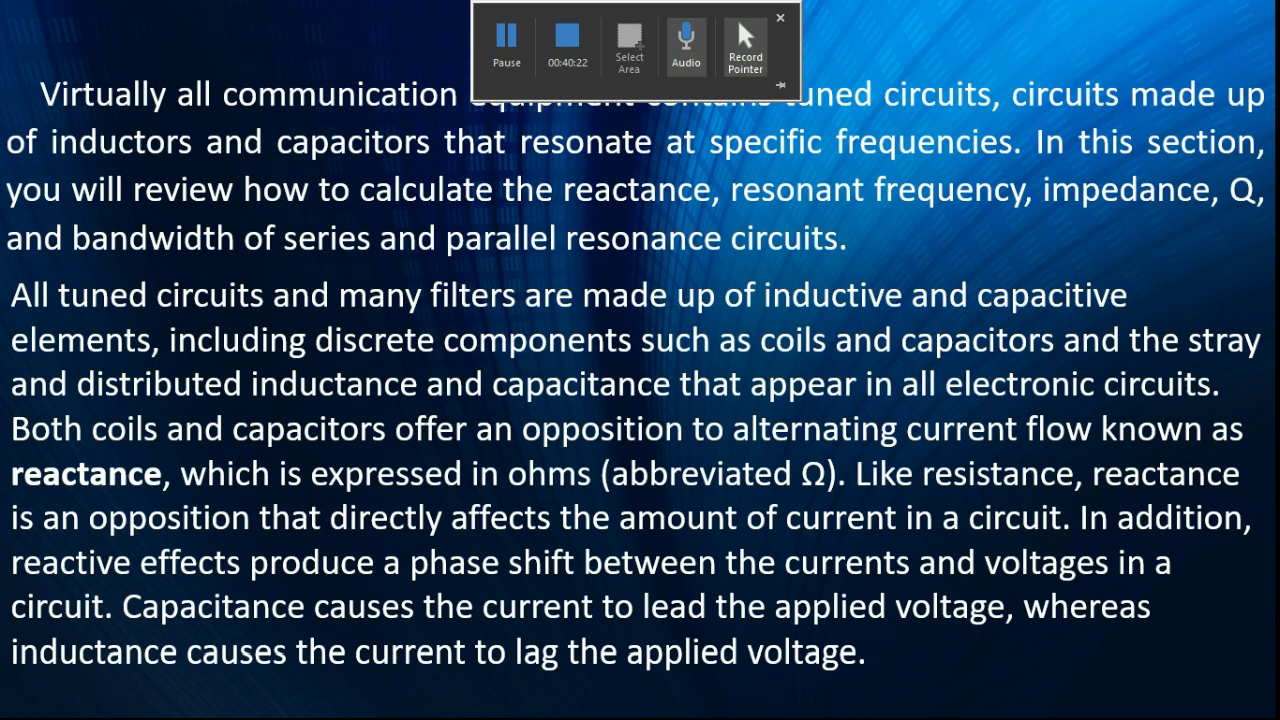 Pause
00:40:22
Select Area
Audio
Record Pointer
Virtually all communication equipment contains tuned circuits, circuits made up
of inductors and capacitors that resonate at specific frequencies. In this section,
you will review how to calculate the reactance, resonant frequency, impedance, Q,
and bandwidth of series and parallel resonance circuits.
All tuned circuits and many filters are made up of inductive and capacitive
elements, including discrete components such as coils and capacitors and the stray
and distributed inductance and capacitance that appear in all electronic circuits.
Both coils and capacitors offer an opposition to alternating current flow known as
reactance, which is expressed in ohms (abbreviated Ω). Like resistance, reactance
is an opposition that directly affects the amount of current in a circuit. In addition,
reactive effects produce a phase shift between the currents and voltages in a
circuit. Capacitance causes the current to lead the applied voltage, whereas
inductance causes the current to lag the applied voltage.